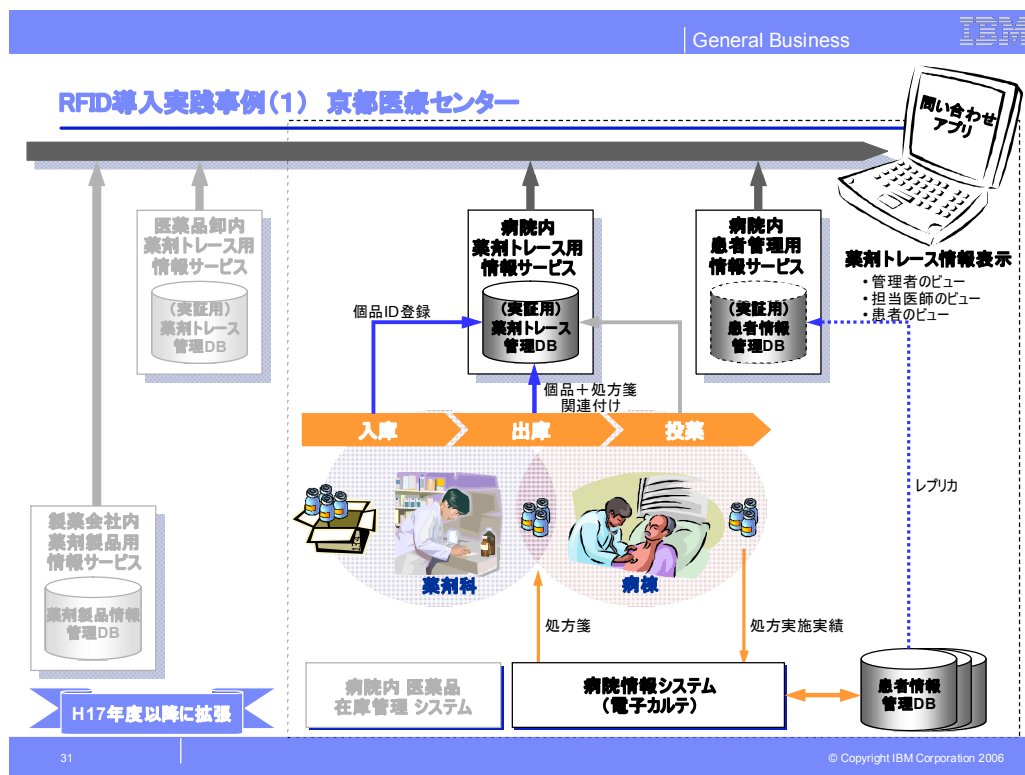 General Business
IBM
RFID導入実践事例(1) 京都医療センター
問い合わせ
アプリ
医薬品卸内
薬剤トレース用
情報サービス
(実証用)
薬剤トレース
管理DB
病院内
薬剤トレース用
情報サービス
(実証用)
薬剤トレース
管理DB
病院内
患者管理用
情報サービス
(実証用)
患者情報
管理DB
薬剤トレース情報表示
・管理者のビュー
・担当医師のビュー
・患者のビュー
個品ID登録
個品+処方箋
関連付け
入庫
出庫
投薬
レプリカ
製薬会社内
薬剤製品用
情報サービス
薬剤製品情報
管理DB
薬剤科
病棟
処方箋
処方実施実績
病院内 医薬品
在庫管理 システム
病院情報システム
(電子カルテ)
患者情報
管理DB
H17年度以降に拡張
31
© Copyright IBM Corporation 2006